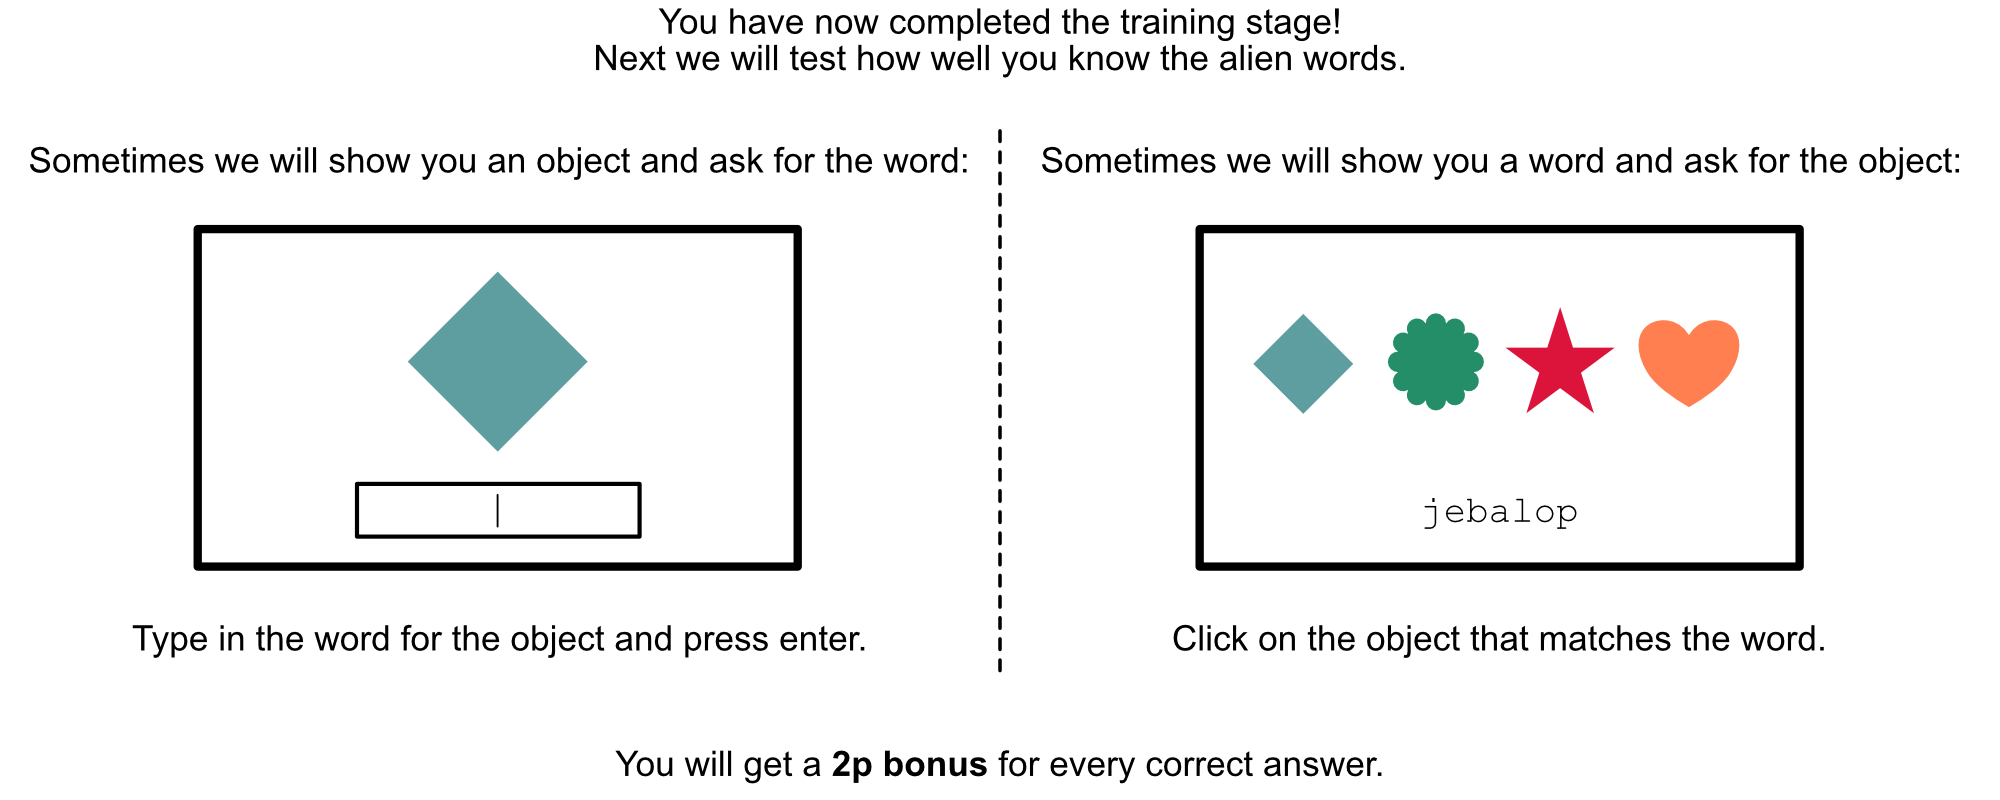 You have now completed the training stage!
Next we will test how well you know the alien words.
Sometimes we will show you an object and ask for the word:
Type in the word for the object and press enter.
Sometimes we will show you a word and ask for the object:
jebalop
Click on the object that matches the word.
You will get a 2p bonus for every correct answer.